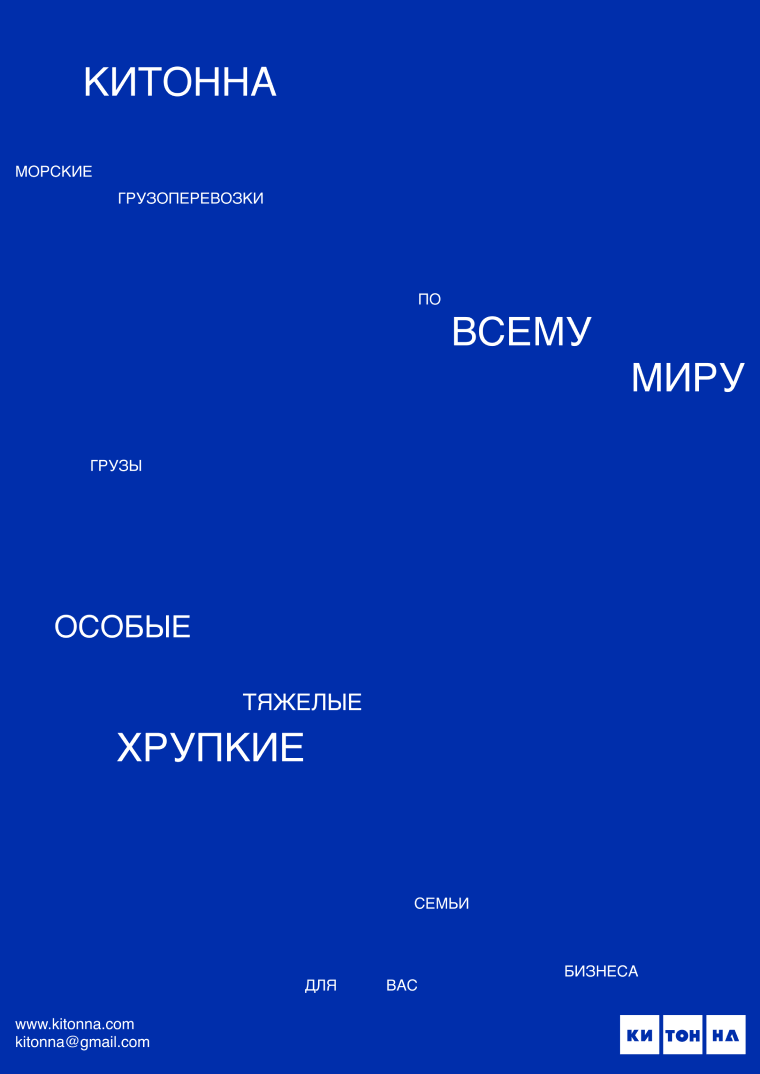 КИТОННА
МОРСКИЕ
ГРУЗОПЕРЕВОЗКИ
ПО
ВСЕМУ
МИРУ
ГРУЗЫ
ОСОБЫЕ
ТЯЖЕЛЫЕ
ХРУПКИЕ
СЕМЬИ
БИЗНЕСА
ДЛЯ ВАС
www.kitonna.com
kitonna@gmail.com
КИ ТОН НА